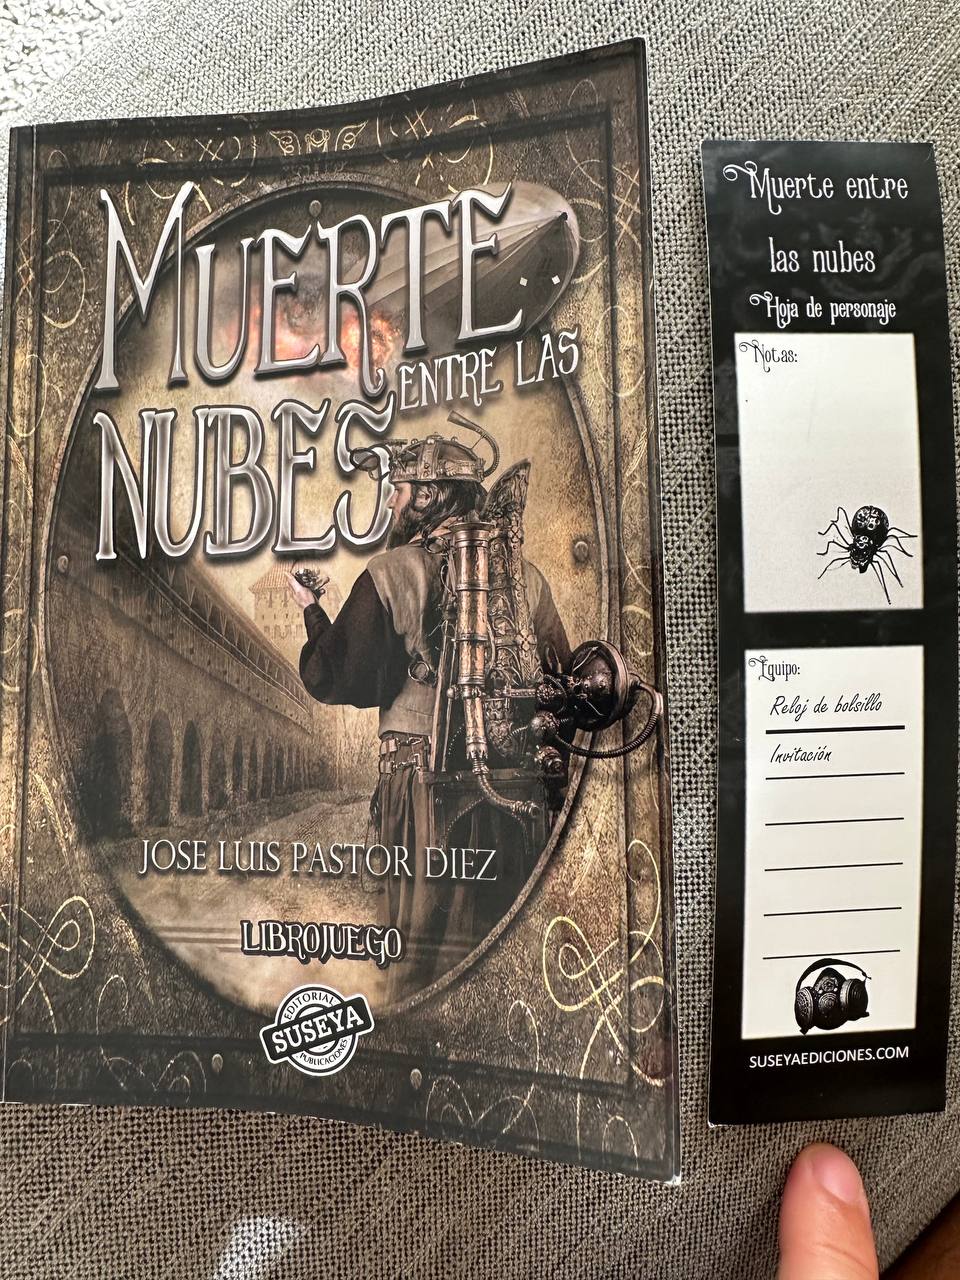 MUERTE
ENTRE LAS
NUBES
JOSE LUIS PASTOR DIEZ
LIBROJUEGO
EDITORIAL
SUSEYA
PUBLICACIONES
Muerte entre
las nubes
Hoja de personaje
Notas:
Equipo:
Reloj de bolsillo
Invitación
SUSEYAEDICIONES.COM